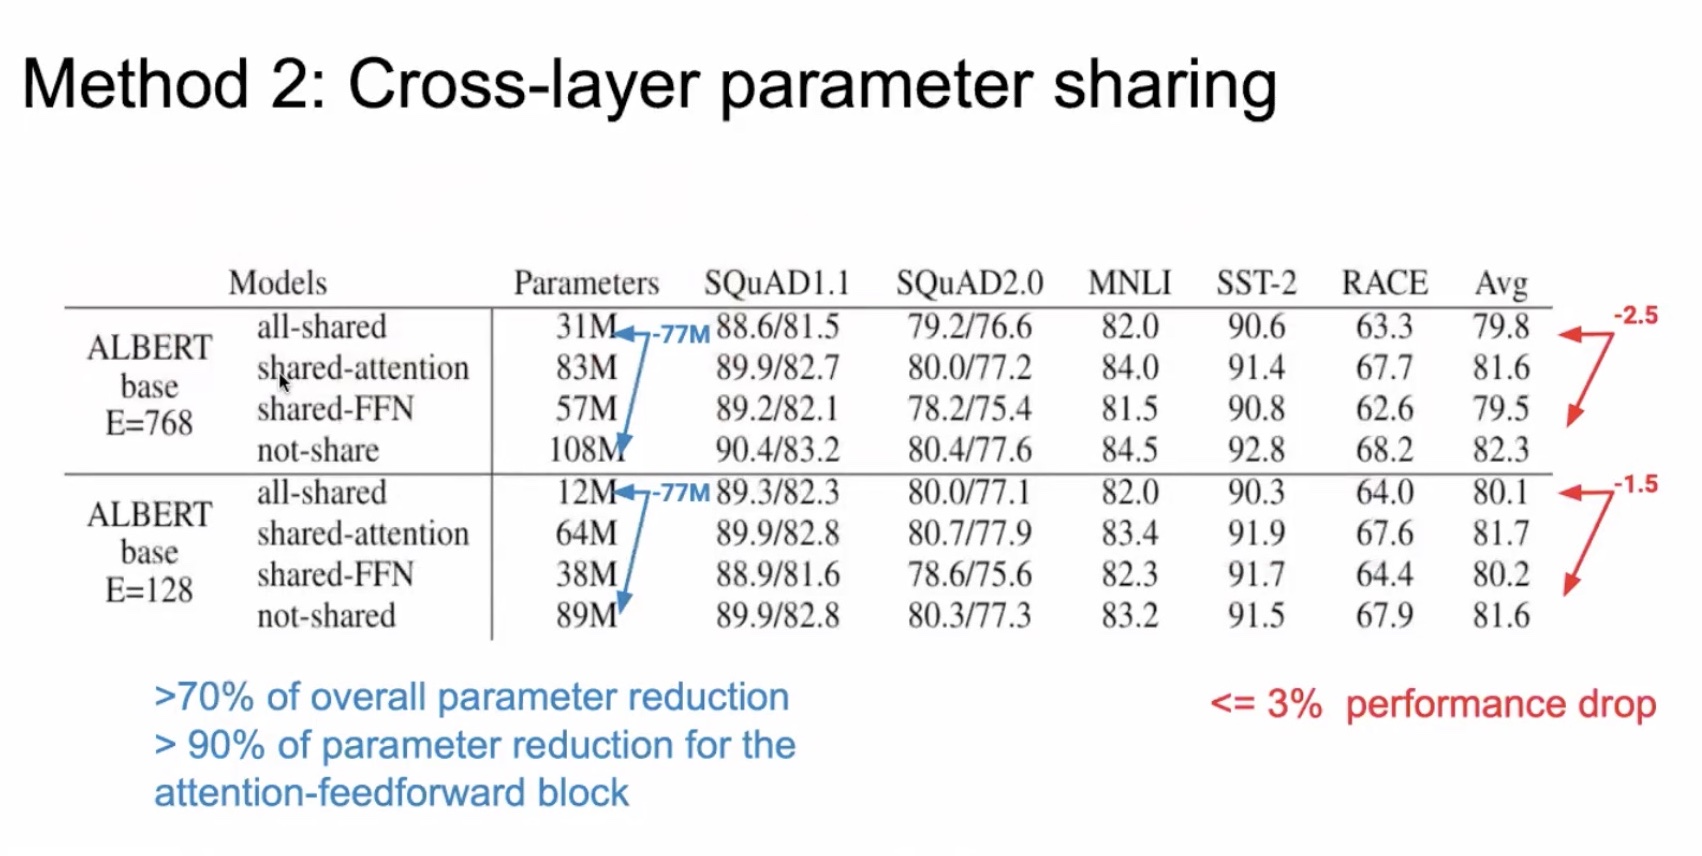 Method 2: Cross-layer parameter sharing
Models Parameters SQuAD1.1 SQuAD2.0 MNLI SST-2 RACE Avg
ALBERT base E=768
all-shared 31M -77M 88.6/81.5 79.2/76.6 82.0 90.6 63.3 79.8 -2.5
shared-attention 83M 89.9/82.7 80.0/77.2 84.0 91.4 67.7 81.6
shared-FFN 57M 89.2/82.1 78.2/75.4 81.5 90.8 62.6 79.5
not-share 108M 90.4/83.2 80.4/77.6 84.5 92.8 68.2 82.3
ALBERT base E=128
all-shared 12M -77M 89.3/82.3 80.0/77.1 82.0 90.3 64.0 80.1 -1.5
shared-attention 64M 89.9/82.8 80.7/77.9 83.4 91.9 67.6 81.7
shared-FFN 38M 88.9/81.6 78.6/75.6 82.3 91.7 64.4 80.2
not-shared 89M 89.9/82.8 80.3/77.3 83.2 91.5 67.9 81.6
>70% of overall parameter reduction
> 90% of parameter reduction for the
attention-feedforward block
<= 3% performance drop